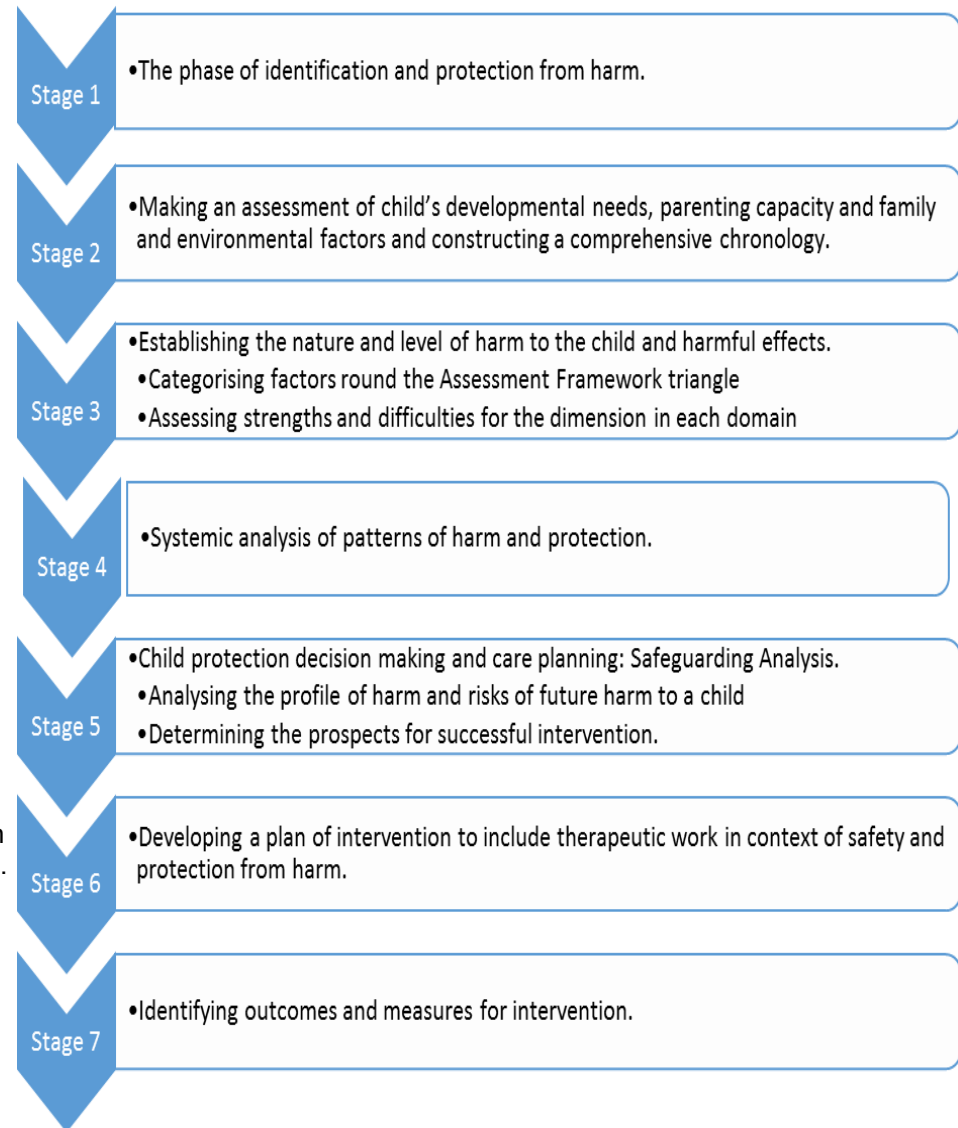 Stage 1
•The phase of identification and protection from harm.
Stage 2
•Making an assessment of child’s developmental needs, parenting capacity and family
and environmental factors and constructing a comprehensive chronology.
Stage 3
•Establishing the nature and level of harm to the child and harmful effects.
•Categorising factors round the Assessment Framework triangle
•Assessing strengths and difficulties for the dimension in each domain
Stage 4
•Systemic analysis of patterns of harm and protection.
Stage 5
•Child protection decision making and care planning: Safeguarding Analysis.
•Analysing the profile of harm and risks of future harm to a child
•Determining the prospects for successful intervention.
Stage 6
•Developing a plan of intervention to include therapeutic work in context of safety and
protection from harm.
Stage 7
•Identifying outcomes and measures for intervention.